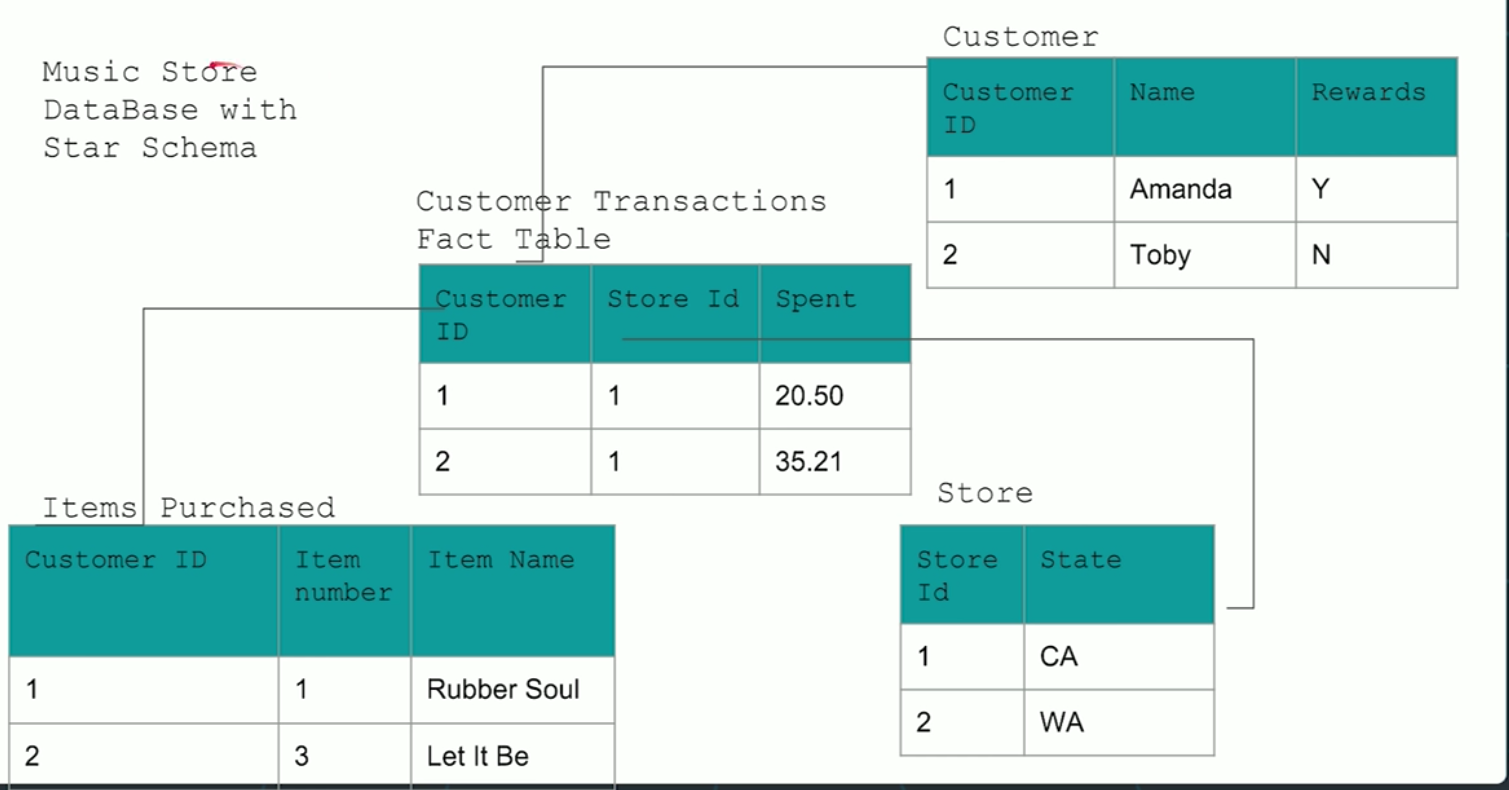 Music Store
DataBase with
Star Schema
Customer
Customer ID Name Rewards
1 Amanda Y
2 Toby N
Customer Transactions
Fact Table
Customer ID Store Id Spent
1 1 20.50
2 1 35.21
Items Purchased
Customer ID Item number Item Name
1 1 Rubber Soul
2 3 Let It Be
Store
Store Id State
1 CA
2 WA